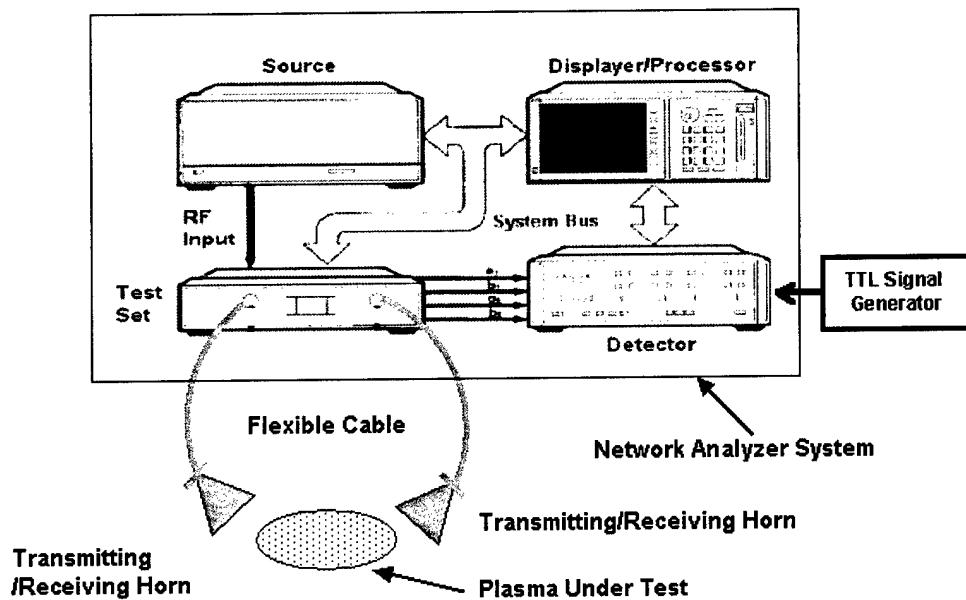 Source
Displayer/Processor
RF
Input
System Bus
Test
Set
TTL Signal
Generator
Detector
Flexible Cable
Network Analyzer System
Transmitting/Receiving Horn
Transmitting
/Receiving Horn
Plasma Under Test